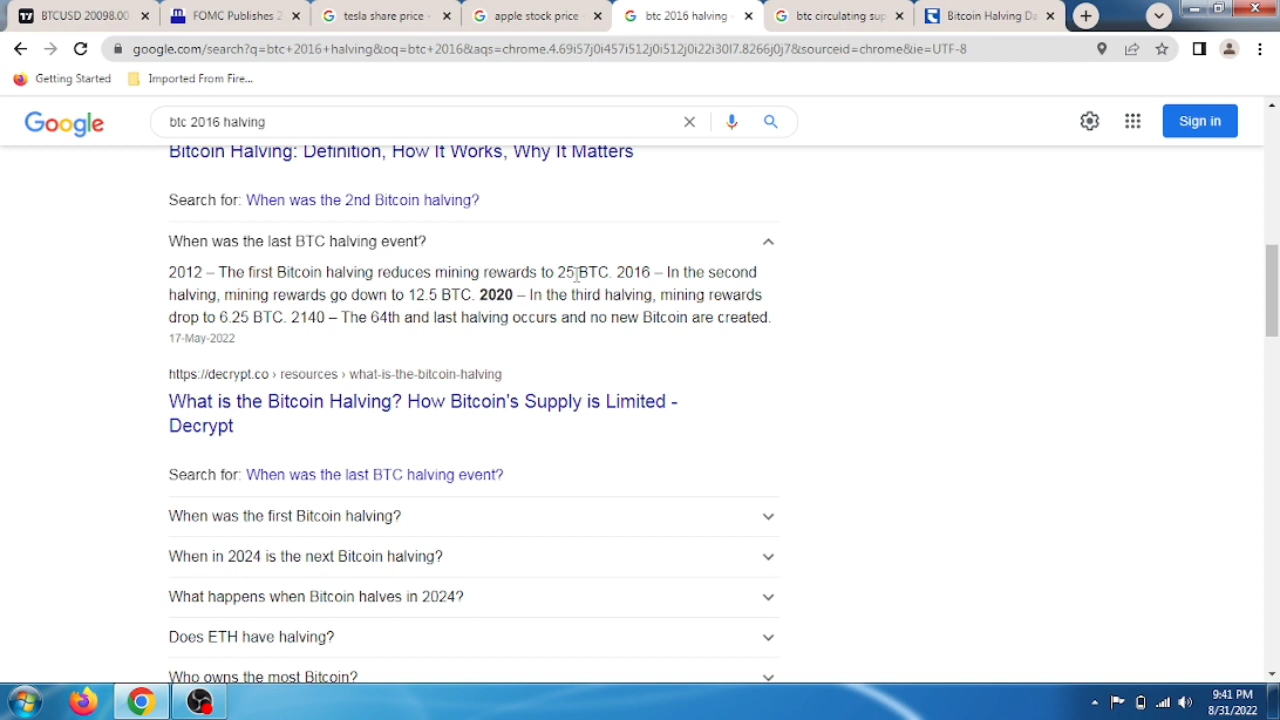 BTCUSD 20098.00
FOMC Publishes 2
tesla share price -
apple stock price -
btc 2016 halving -
btc circulating sup
Bitcoin Halving Da
google.com/search?q=btc+2016+halving&oq=btc+2016&aqs=chrome.4.69i57j0i457i512j0i512j0i22i30l7.8266j0j7&sourceid=chrome&ie=UTF-8
Getting Started
Imported From Fire...
Google
btc 2016 halving
Sign in
Bitcoin Halving: Definition, How It Works, Why It Matters
Search for: When was the 2nd Bitcoin halving?
When was the last BTC halving event?
2012 – The first Bitcoin halving reduces mining rewards to 25 BTC. 2016 – In the second
halving, mining rewards go down to 12.5 BTC. 2020 – In the third halving, mining rewards
drop to 6.25 BTC. 2140 – The 64th and last halving occurs and no new Bitcoin are created.
17-May-2022
https://decrypt.co › resources › what-is-the-bitcoin-halving
What is the Bitcoin Halving? How Bitcoin's Supply is Limited -
Decrypt
Search for: When was the last BTC halving event?
When was the first Bitcoin halving?
When in 2024 is the next Bitcoin halving?
What happens when Bitcoin halves in 2024?
Does ETH have halving?
Who owns the most Bitcoin?
9:41 PM
8/31/2022